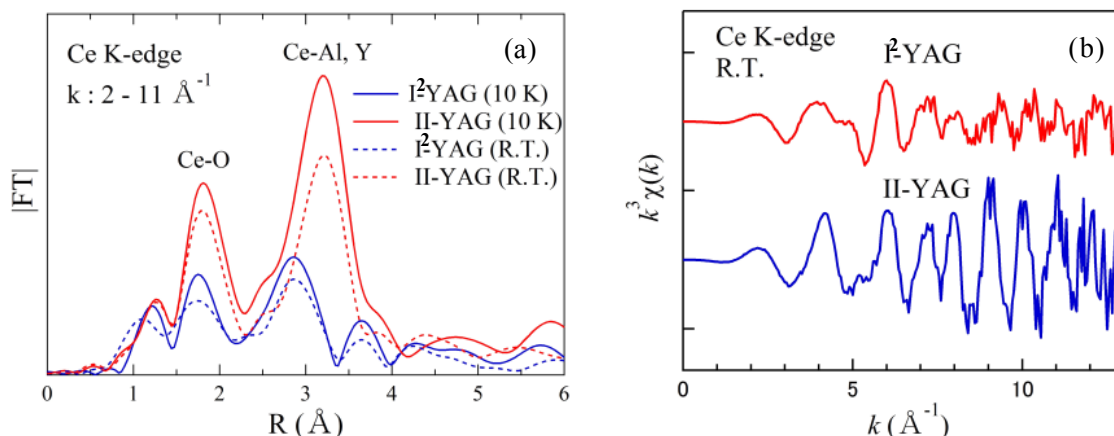 (a)
Ce K-edge
k : 2 - 11 Å⁻¹
Ce-Al, Y
I²-YAG (10 K)
II-YAG (10 K)
I²-YAG (R.T.)
II-YAG (R.T.)
Ce-O
|FT|
0 1 2 3 4 5 6
R (Å)
(b)
Ce K-edge
R.T.
I²-YAG
II-YAG
k³ χ(k)
0 5 10
k (Å⁻¹)